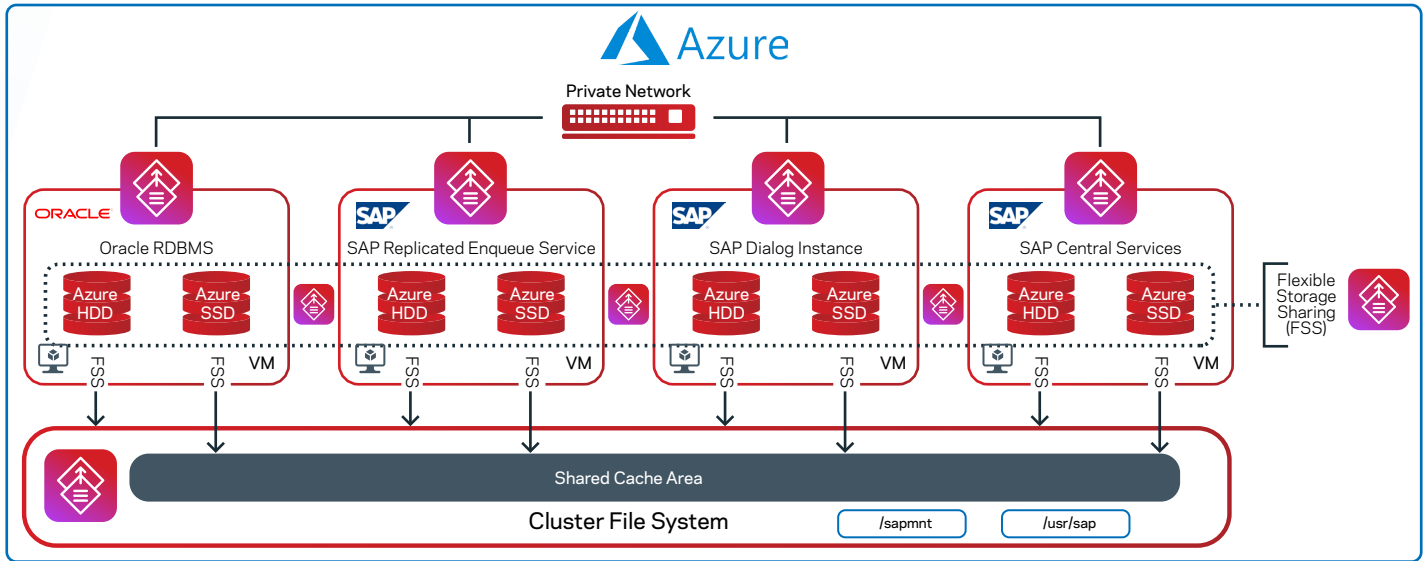 Azure
Private Network
ORACLE
SAP
SAP
SAP
Oracle RDBMS
SAP Replicated Enqueue Service
SAP Dialog Instance
SAP Central Services
Azure
HDD
Azure
SSD
Azure
HDD
Azure
SSD
Azure
HDD
Azure
SSD
Azure
HDD
Azure
SSD
Flexible
Storage
Sharing
(FSS)
FSS
FSS
VM
FSS
FSS
VM
FSS
FSS
VM
FSS
FSS
VM
Shared Cache Area
Cluster File System
/sapmnt
/usr/sap